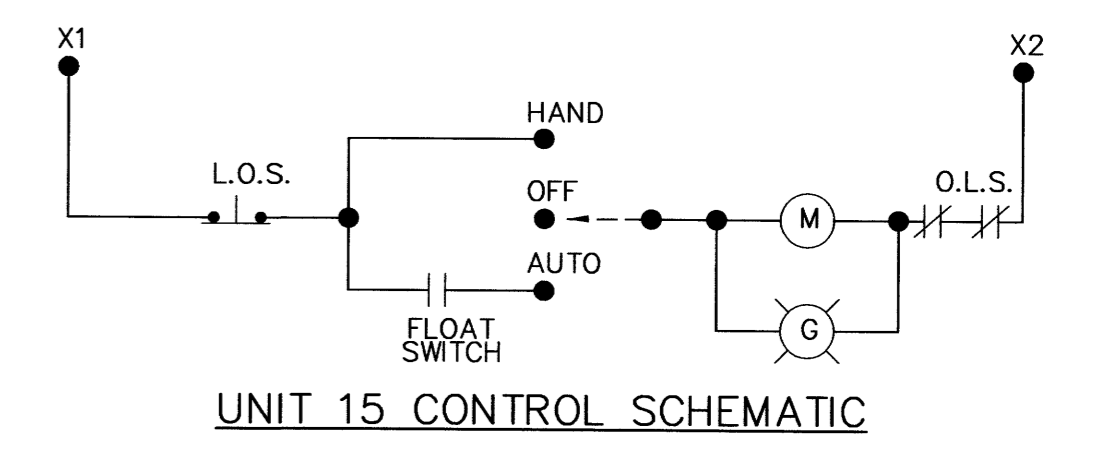 X1
X2
HAND
L.O.S.
OFF
O.L.S.
M
AUTO
G
FLOAT
SWITCH
UNIT 15 CONTROL SCHEMATIC